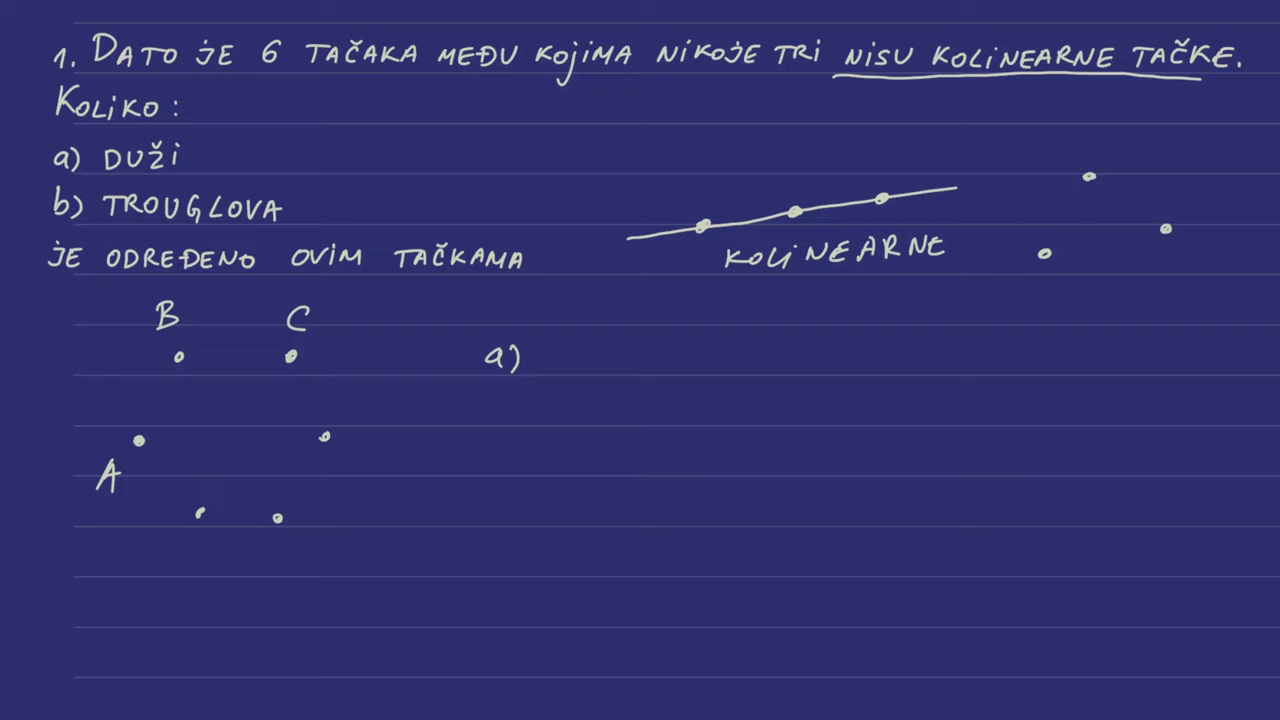 1. DATO JE 6 TAČAKA MEĐU KOJIMA NIKOJE TRI NISU KOLINEARNE TAČKE.
KOLIKO:
a) DUŽI
b) TROUGLOVA
JE ODREĐENO OVIM TAČKAMA
KOLINEARNE
B C
a)
A